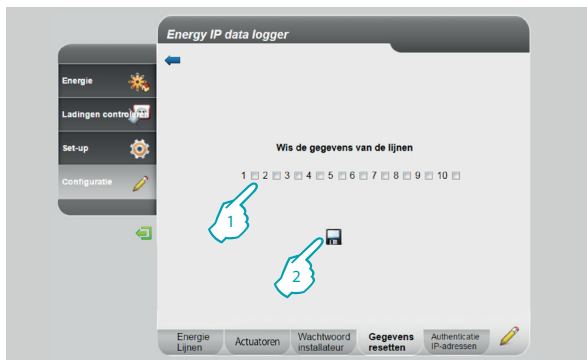 Energy IP data logger
Energie
Ladingen controleren
Set-up
Configuratie
Wis de gegevens van de lijnen
1 2 3 4 5 6 7 8 9 10
1
2
Energie
Lijnen
Actuatoren
Wachtwoord
installateur
Gegevens
resetten
Authenticatie
IP-adressen